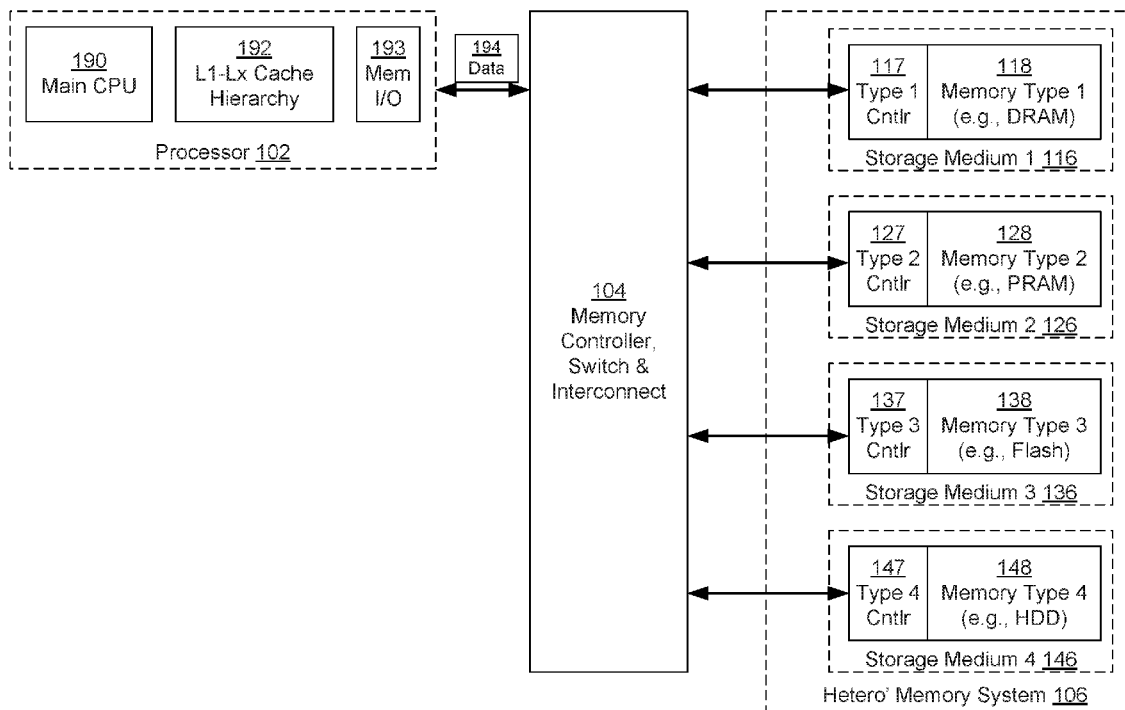 190
Main CPU
192
L1-Lx Cache
Hierarchy
193
Mem
I/O
Processor 102
194
Data
104
Memory
Controller,
Switch &
Interconnect
117
Type 1
Cntlr
118
Memory Type 1
(e.g., DRAM)
Storage Medium 1 116
127
Type 2
Cntlr
128
Memory Type 2
(e.g., PRAM)
Storage Medium 2 126
137
Type 3
Cntlr
138
Memory Type 3
(e.g., Flash)
Storage Medium 3 136
147
Type 4
Cntlr
148
Memory Type 4
(e.g., HDD)
Storage Medium 4 146
Hetero’ Memory System 106